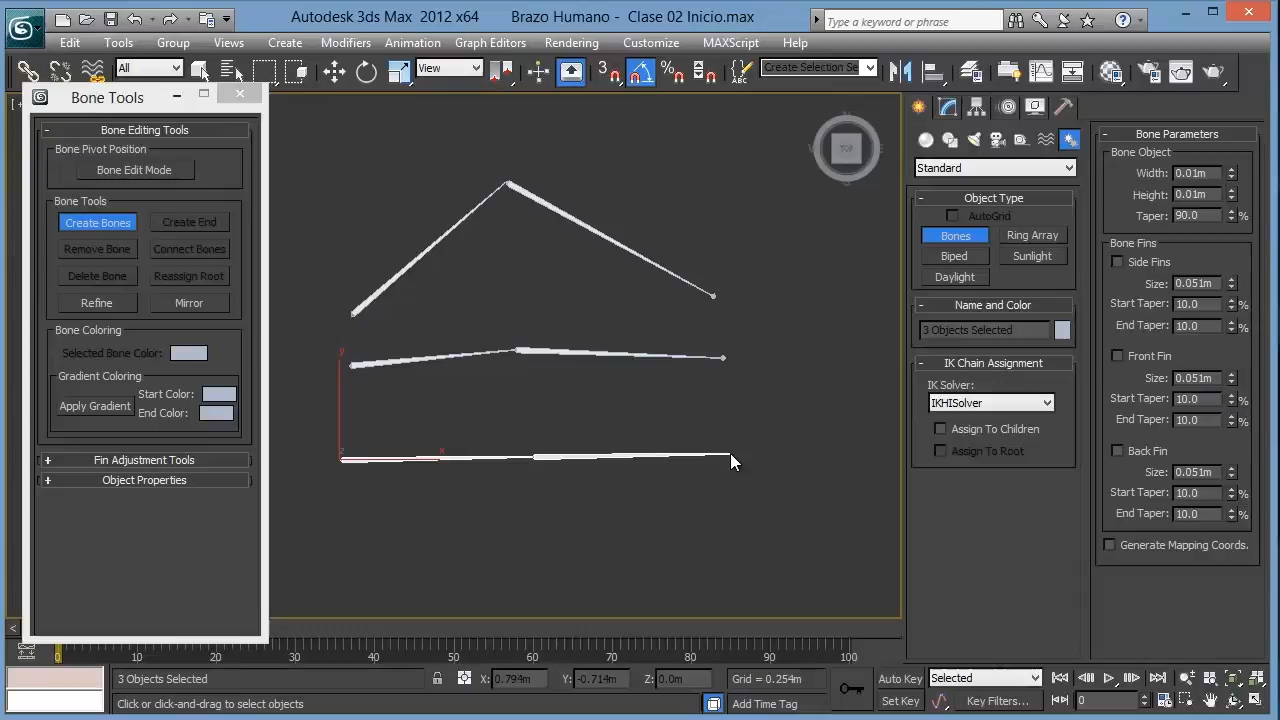 Autodesk 3ds Max 2012 x64 Brazo Humano - Clase 02 Inicio.max
Type a keyword or phrase
Edit Tools Group Views Create Modifiers Animation Graph Editors Rendering Customize MAXScript Help
All View 3 Create Selection Se
Bone Tools
Bone Editing Tools
Bone Pivot Position
Bone Edit Mode
Bone Tools
Create Bones Create End
Remove Bone Connect Bones
Delete Bone Reassign Root
Refine Mirror
Bone Coloring
Selected Bone Color:
Gradient Coloring
Apply Gradient Start Color:
End Color:
Fin Adjustment Tools
Object Properties
TOP
y
z x
Standard
Object Type
AutoGrid
Bones Ring Array
Biped Sunlight
Daylight
Name and Color
3 Objects Selected
IK Chain Assignment
IK Solver:
IKHISolver
Assign To Children
Assign To Root
Bone Parameters
Bone Object
Width: 0.01m
Height: 0.01m
Taper: 90.0 %
Bone Fins
Side Fins
Size: 0.051m
Start Taper: 10.0 %
End Taper: 10.0 %
Front Fin
Size: 0.051m
Start Taper: 10.0 %
End Taper: 10.0 %
Back Fin
Size: 0.051m
Start Taper: 10.0 %
End Taper: 10.0 %
Generate Mapping Coords.
0 10 20 30 40 50 60 70 80 90 100
3 Objects Selected X: 0.794m Y: -0.714m Z: 0.0m Grid = 0.254m Auto Key Selected
Click or click-and-drag to select objects Add Time Tag Set Key Key Filters... 0